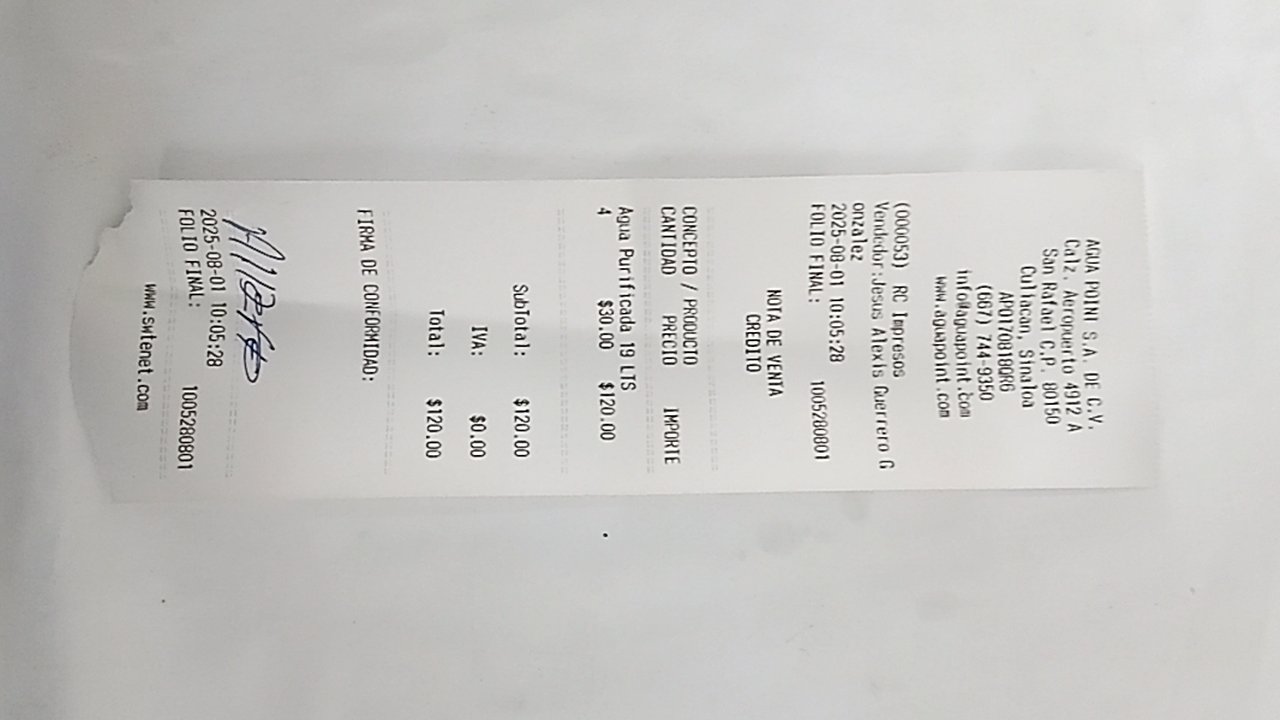 AGUA POINT S.A. DE C.V.
Calz. Aeropuerto 4912 A
San Rafael C.P. 80150
Culiacan, Sinaloa
APO170818QR6
(667) 744-9350
info@aguapoint.com
www.aguapoint.com
(000053) RC Impresos
Vendedor:Jesus Alexis Guerrero G
onzalez
2025-08-01 10:05:28
FOLIO FINAL: 1005280801
NOTA DE VENTA
CREDITO
CONCEPTO / PRODUCTO
CANTIDAD PRECIO IMPORTE
Agua Purificada 19 LTS
4 $30.00 $120.00
SubTotal: $120.00
IVA: $0.00
Total: $120.00
FIRMA DE CONFORMIDAD:
2025-08-01 10:05:28
FOLIO FINAL: 1005280801
www.swtenet.com